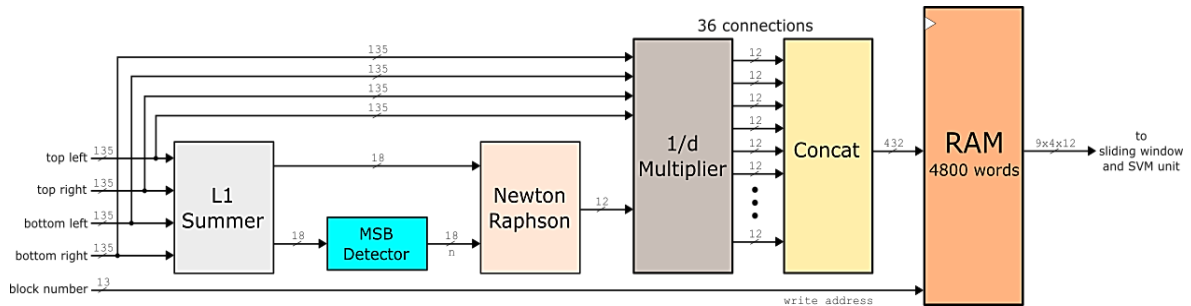 36 connections
135
135
135
135
12
12
12
12
12
12
12
top left 135
top right 135
bottom left 135
bottom right 135
block number 13
L1
Summer
18
18
MSB
Detector
18
n
Newton
Raphson
12
1/d
Multiplier
Concat
432
write address
RAM
4800 words
9x4x12
to
sliding window
and SVM unit